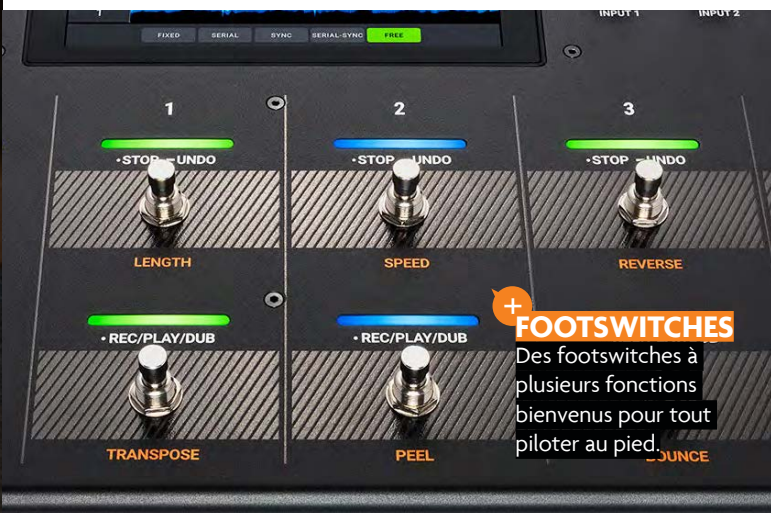 INPUT 1 INPUT 2
1
FIXED SERIAL SYNC SERIAL-SYNC FREE
1 2 3
•STOP –UNDO •STOP –UNDO •STOP –UNDO
LENGTH SPEED REVERSE
+
FOOTSWITCHES
• REC/PLAY/DUB • REC/PLAY/DUB
Des footswitches à
plusieurs fonctions
bienvenus pour tout
piloter au pied.
TRANSPOSE PEEL BOUNCE